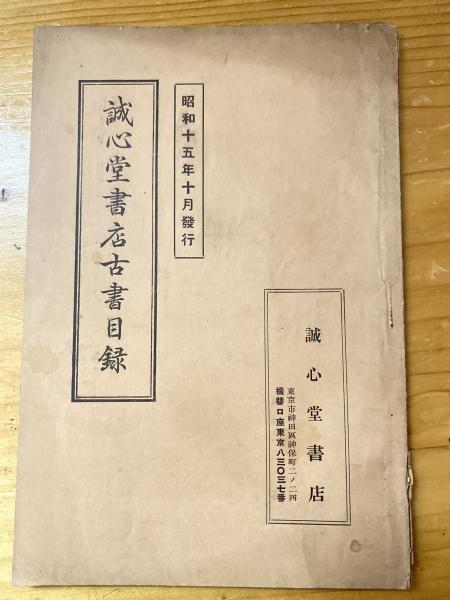 誠心堂書店
東京市神田區神保町二ノ二四
振替口座東京八三〇三七番
昭和十五年十月發行
誠心堂書店古書目録